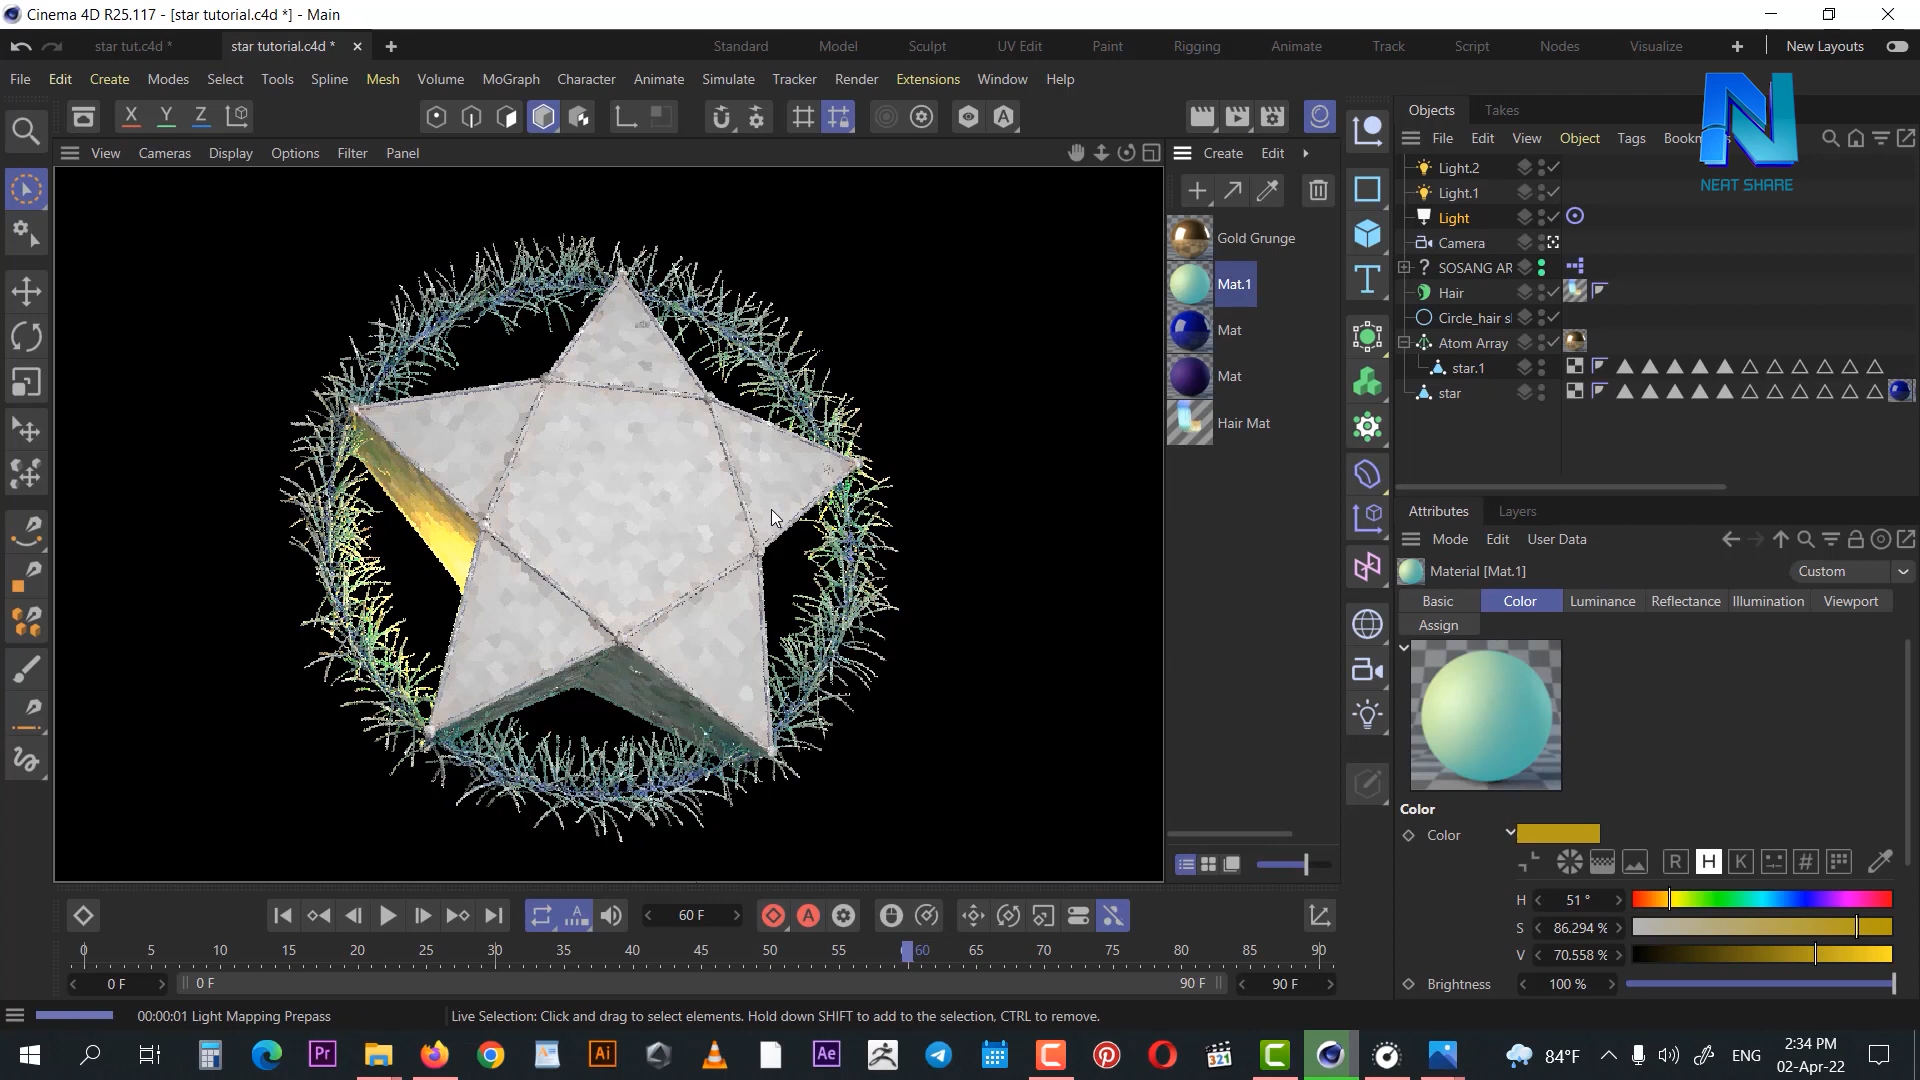 Cinema 4D R25.117 - [star tutorial.c4d *] - Main
star tut.c4d * star tutorial.c4d * Standard Model Sculpt UV Edit Paint Rigging Animate Track Script Nodes Visualize New Layouts
File Edit Create Modes Select Tools Spline Mesh Volume MoGraph Character Animate Simulate Tracker Render Extensions Window Help
X Y Z
View Cameras Display Options Filter Panel
Create Edit
Gold Grunge
Mat.1
Mat
Mat
Hair Mat
Objects Takes
File Edit View Object Tags Bookm
NEAT SHARE
Light.2
Light.1
Light
Camera
SOSANG AR
Hair
Circle_hair s
Atom Array
star.1
star
Attributes Layers
Mode Edit User Data
Material [Mat.1] Custom
Basic Color Luminance Reflectance Illumination Viewport
Assign
Color
Color
R H K #
H 51 °
S 86.294 %
V 70.558 %
Brightness 100 %
60 F
0 5 10 15 20 25 30 35 40 45 50 55 60 65 70 75 80 85 90
0 F 0 F 90 F 90 F
00:00:01 Light Mapping Prepass Live Selection: Click and drag to select elements. Hold down SHIFT to add to the selection, CTRL to remove.
Pr Ai Ae 321 84°F ENG
2:34 PM
02-Apr-22